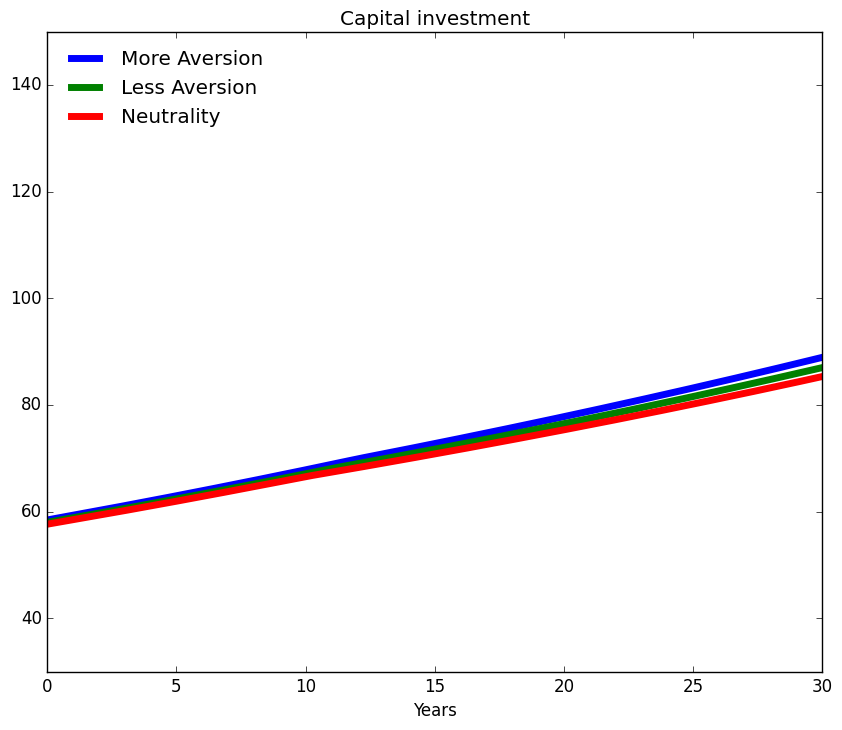 Capital investment
More Aversion
Less Aversion
Neutrality
140
120
100
80
60
40
0 5 10 15 20 25 30
Years